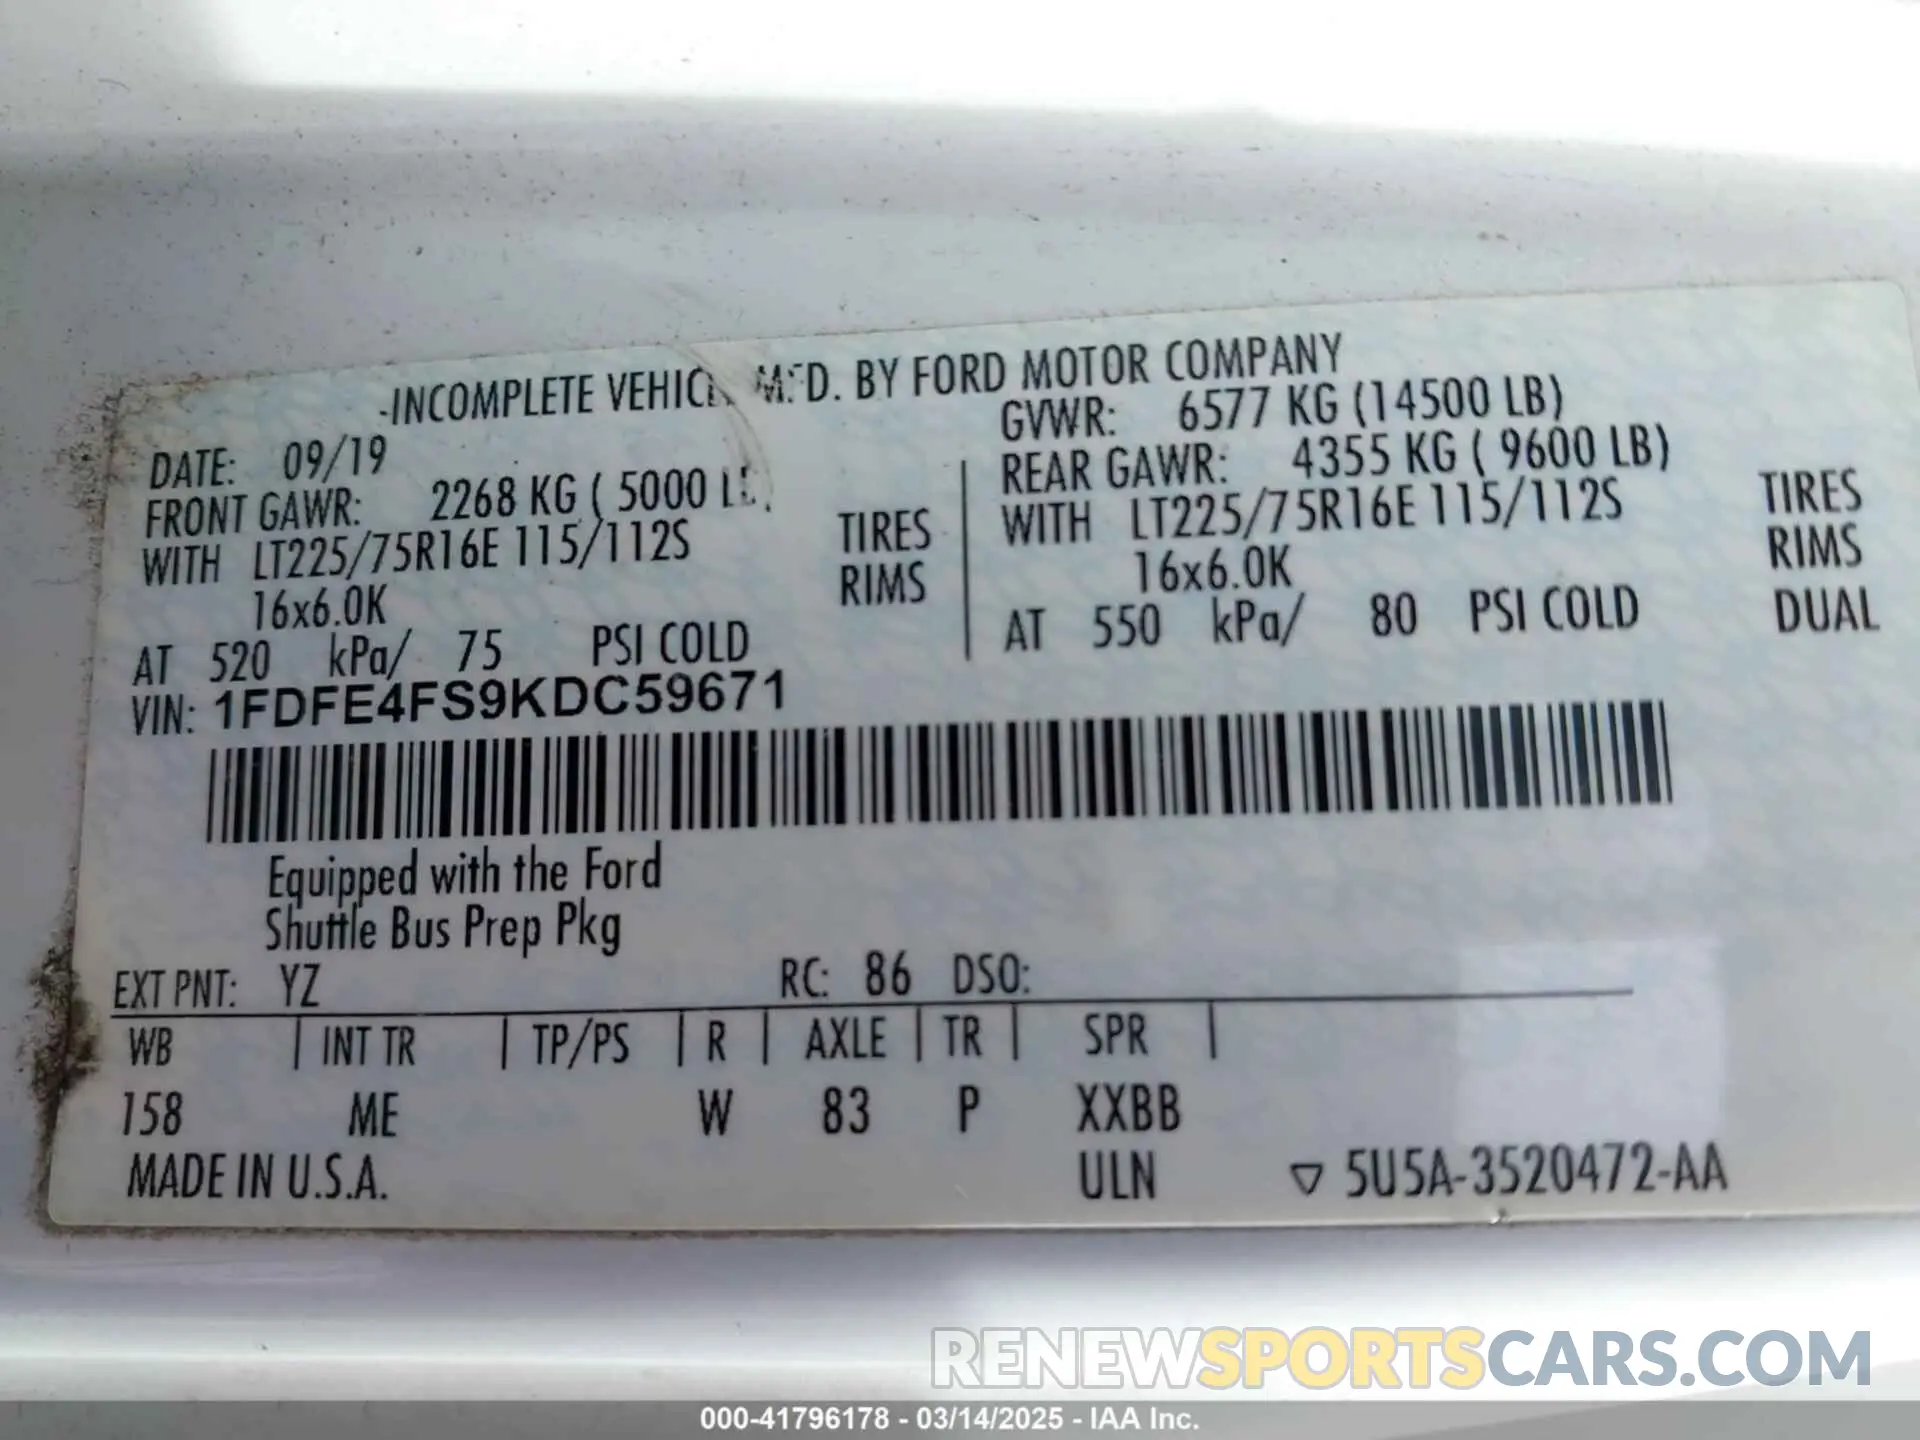 -INCOMPLETE VEHICLE MFD. BY FORD MOTOR COMPANY
DATE: 09/19
GVWR: 6577 KG (14500 LB)
FRONT GAWR: 2268 KG ( 5000 LB)
WITH LT225/75R16E 115/112S TIRES
16x6.0K RIMS
AT 520 kPa/ 75 PSI COLD
REAR GAWR: 4355 KG ( 9600 LB)
WITH LT225/75R16E 115/112S TIRES
16x6.0K RIMS
AT 550 kPa/ 80 PSI COLD DUAL
VIN: 1FDFE4FS9KDC59671
Equipped with the Ford
Shuttle Bus Prep Pkg
EXT PNT: YZ RC: 86 DSO:
WB | INT TR | TP/PS | R | AXLE | TR | SPR |
158 ME W 83 P XXBB
MADE IN U.S.A. ULN ▽ 5U5A-3520472-AA
RENEWSPORTSCARS.COM
000-41796178 - 03/14/2025 - IAA Inc.